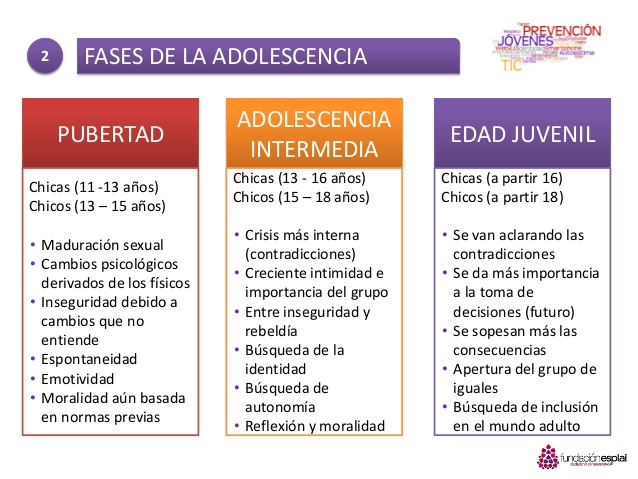 2
FASES DE LA ADOLESCENCIA
PREVENCIÓN
JÓVENES
Smartphone
Autoestima
TIC
PUBERTAD
Chicas (11 -13 años)
Chicos (13 – 15 años)
• Maduración sexual
• Cambios psicológicos
derivados de los físicos
• Inseguridad debido a
cambios que no
entiende
• Espontaneidad
• Emotividad
• Moralidad aún basada
en normas previas
ADOLESCENCIA
INTERMEDIA
Chicas (13 - 16 años)
Chicos (15 – 18 años)
• Crisis más interna
(contradicciones)
• Creciente intimidad e
importancia del grupo
• Entre inseguridad y
rebeldía
• Búsqueda de la
identidad
• Búsqueda de
autonomía
• Reflexión y moralidad
EDAD JUVENIL
Chicas (a partir 16)
Chicos (a partir 18)
• Se van aclarando las
contradicciones
• Se da más importancia
a la toma de
decisiones (futuro)
• Se sopesan más las
consecuencias
• Apertura del grupo de
iguales
• Búsqueda de inclusión
en el mundo adulto
fundaciónesplai